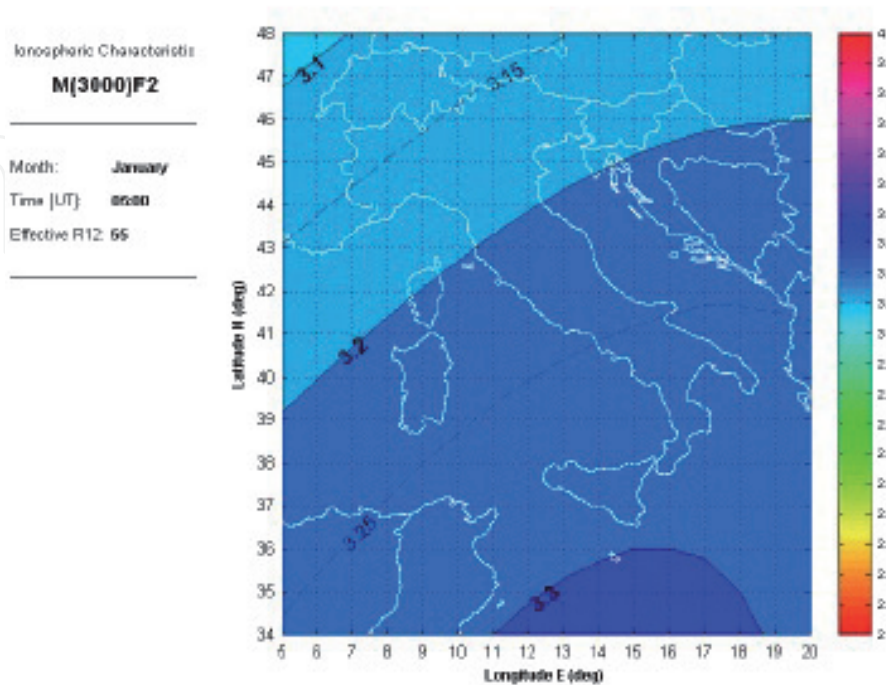 Ionospheric Characteristic
M(3000)F2
Month: January
Time [UT]:
Effective R12:
Latitude N (deg)
48
47
46
45
44
43
42
41
40
39
38
37
36
35
34
3.1
3.15
3.2
3.25
3.3
5 6 7 8 9 10 11 12 13 14 15 16 17 18 19 20
Longitude E (deg)